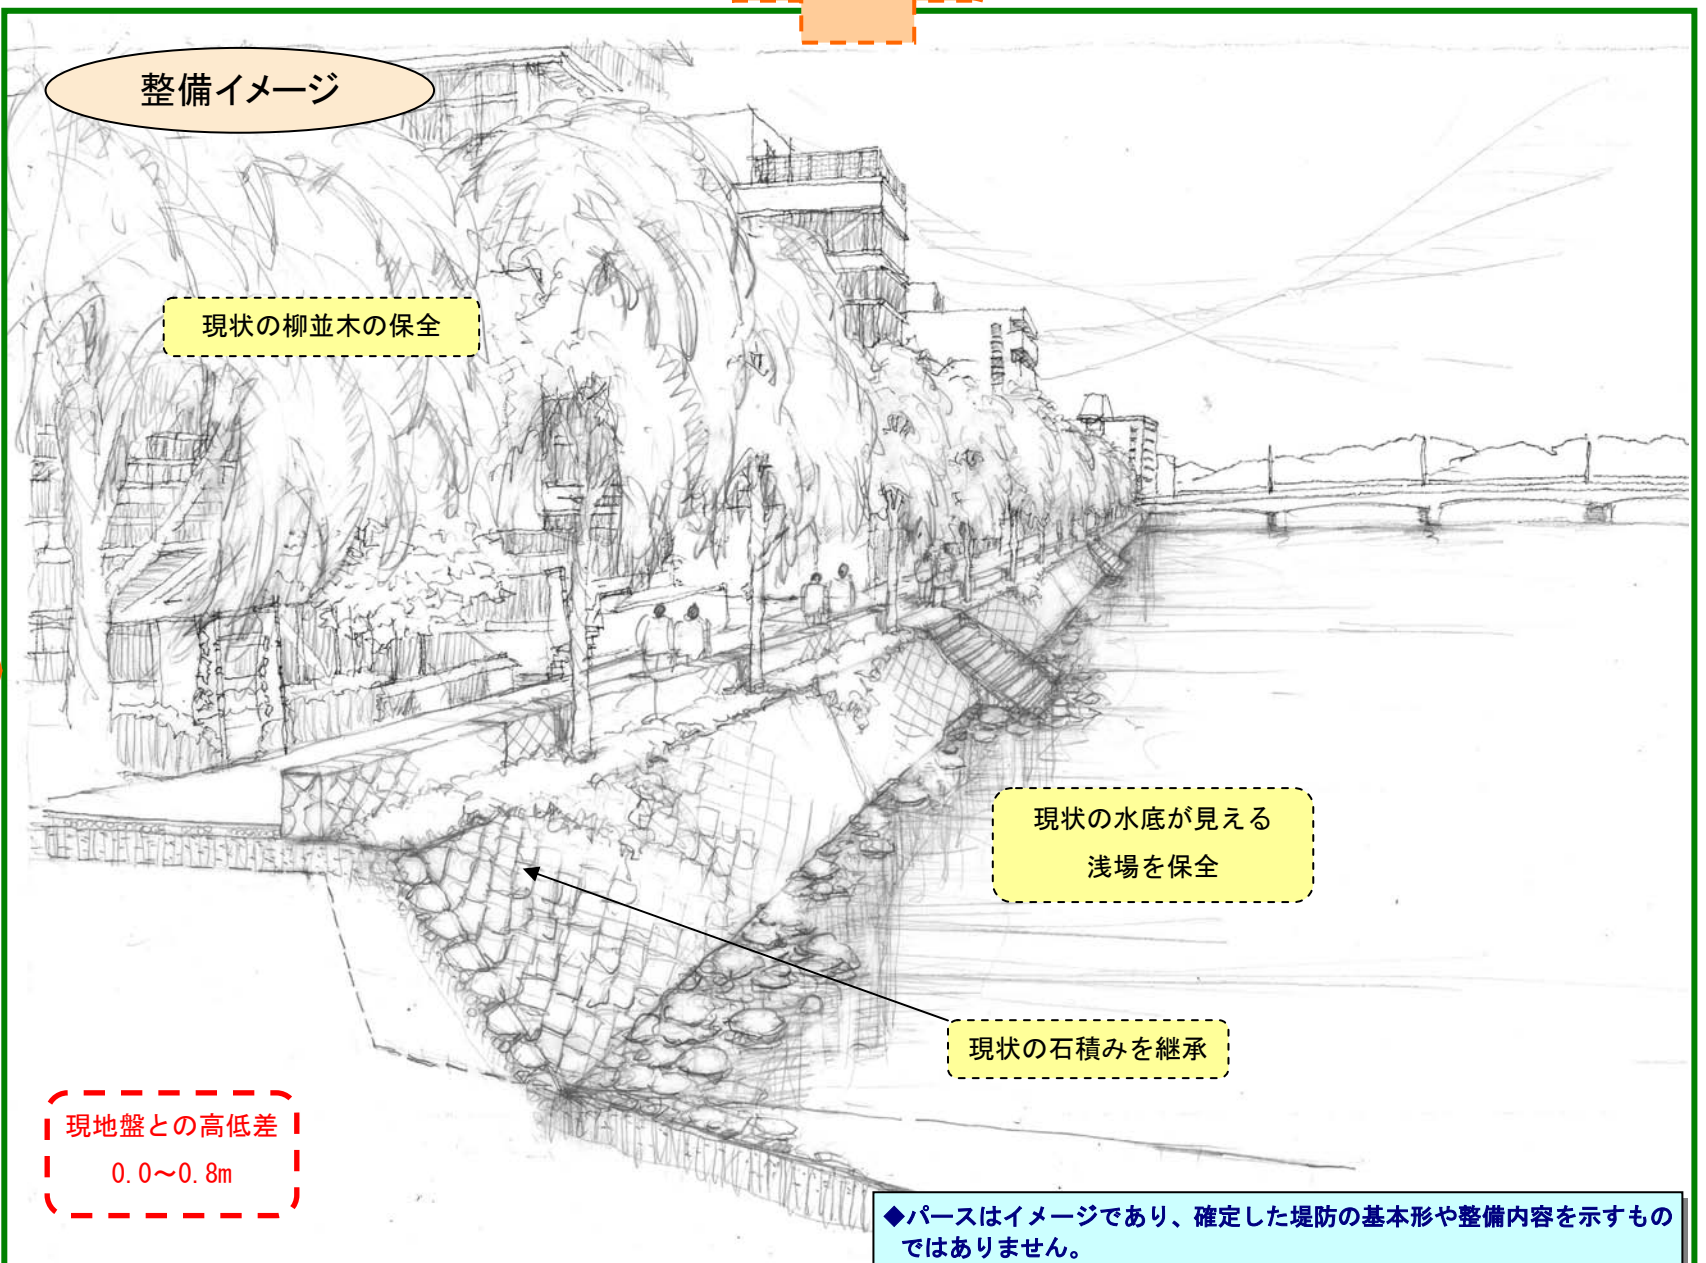 整備イメージ
現状の柳並木の保全
現状の水底が見える
浅場を保全
現状の石積みを継承
現地盤との高低差
0.0～0.8m
◆パースはイメージであり、確定した堤防の基本形や整備内容を示すもの
ではありません。